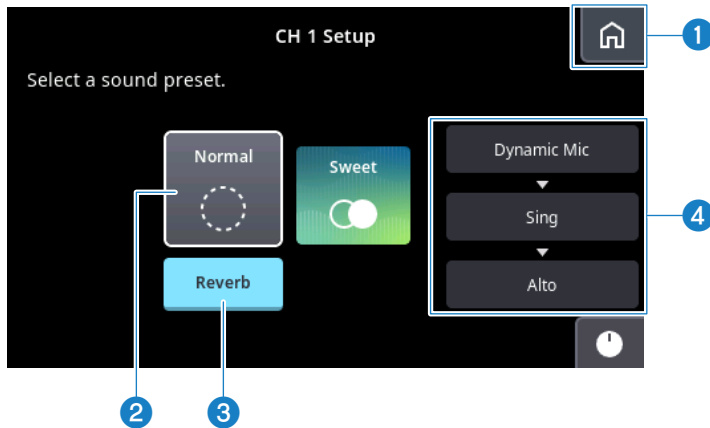 CH 1 Setup
1
Select a sound preset.
Normal
Sweet
Dynamic Mic
Sing
Alto
4
Reverb
2
3